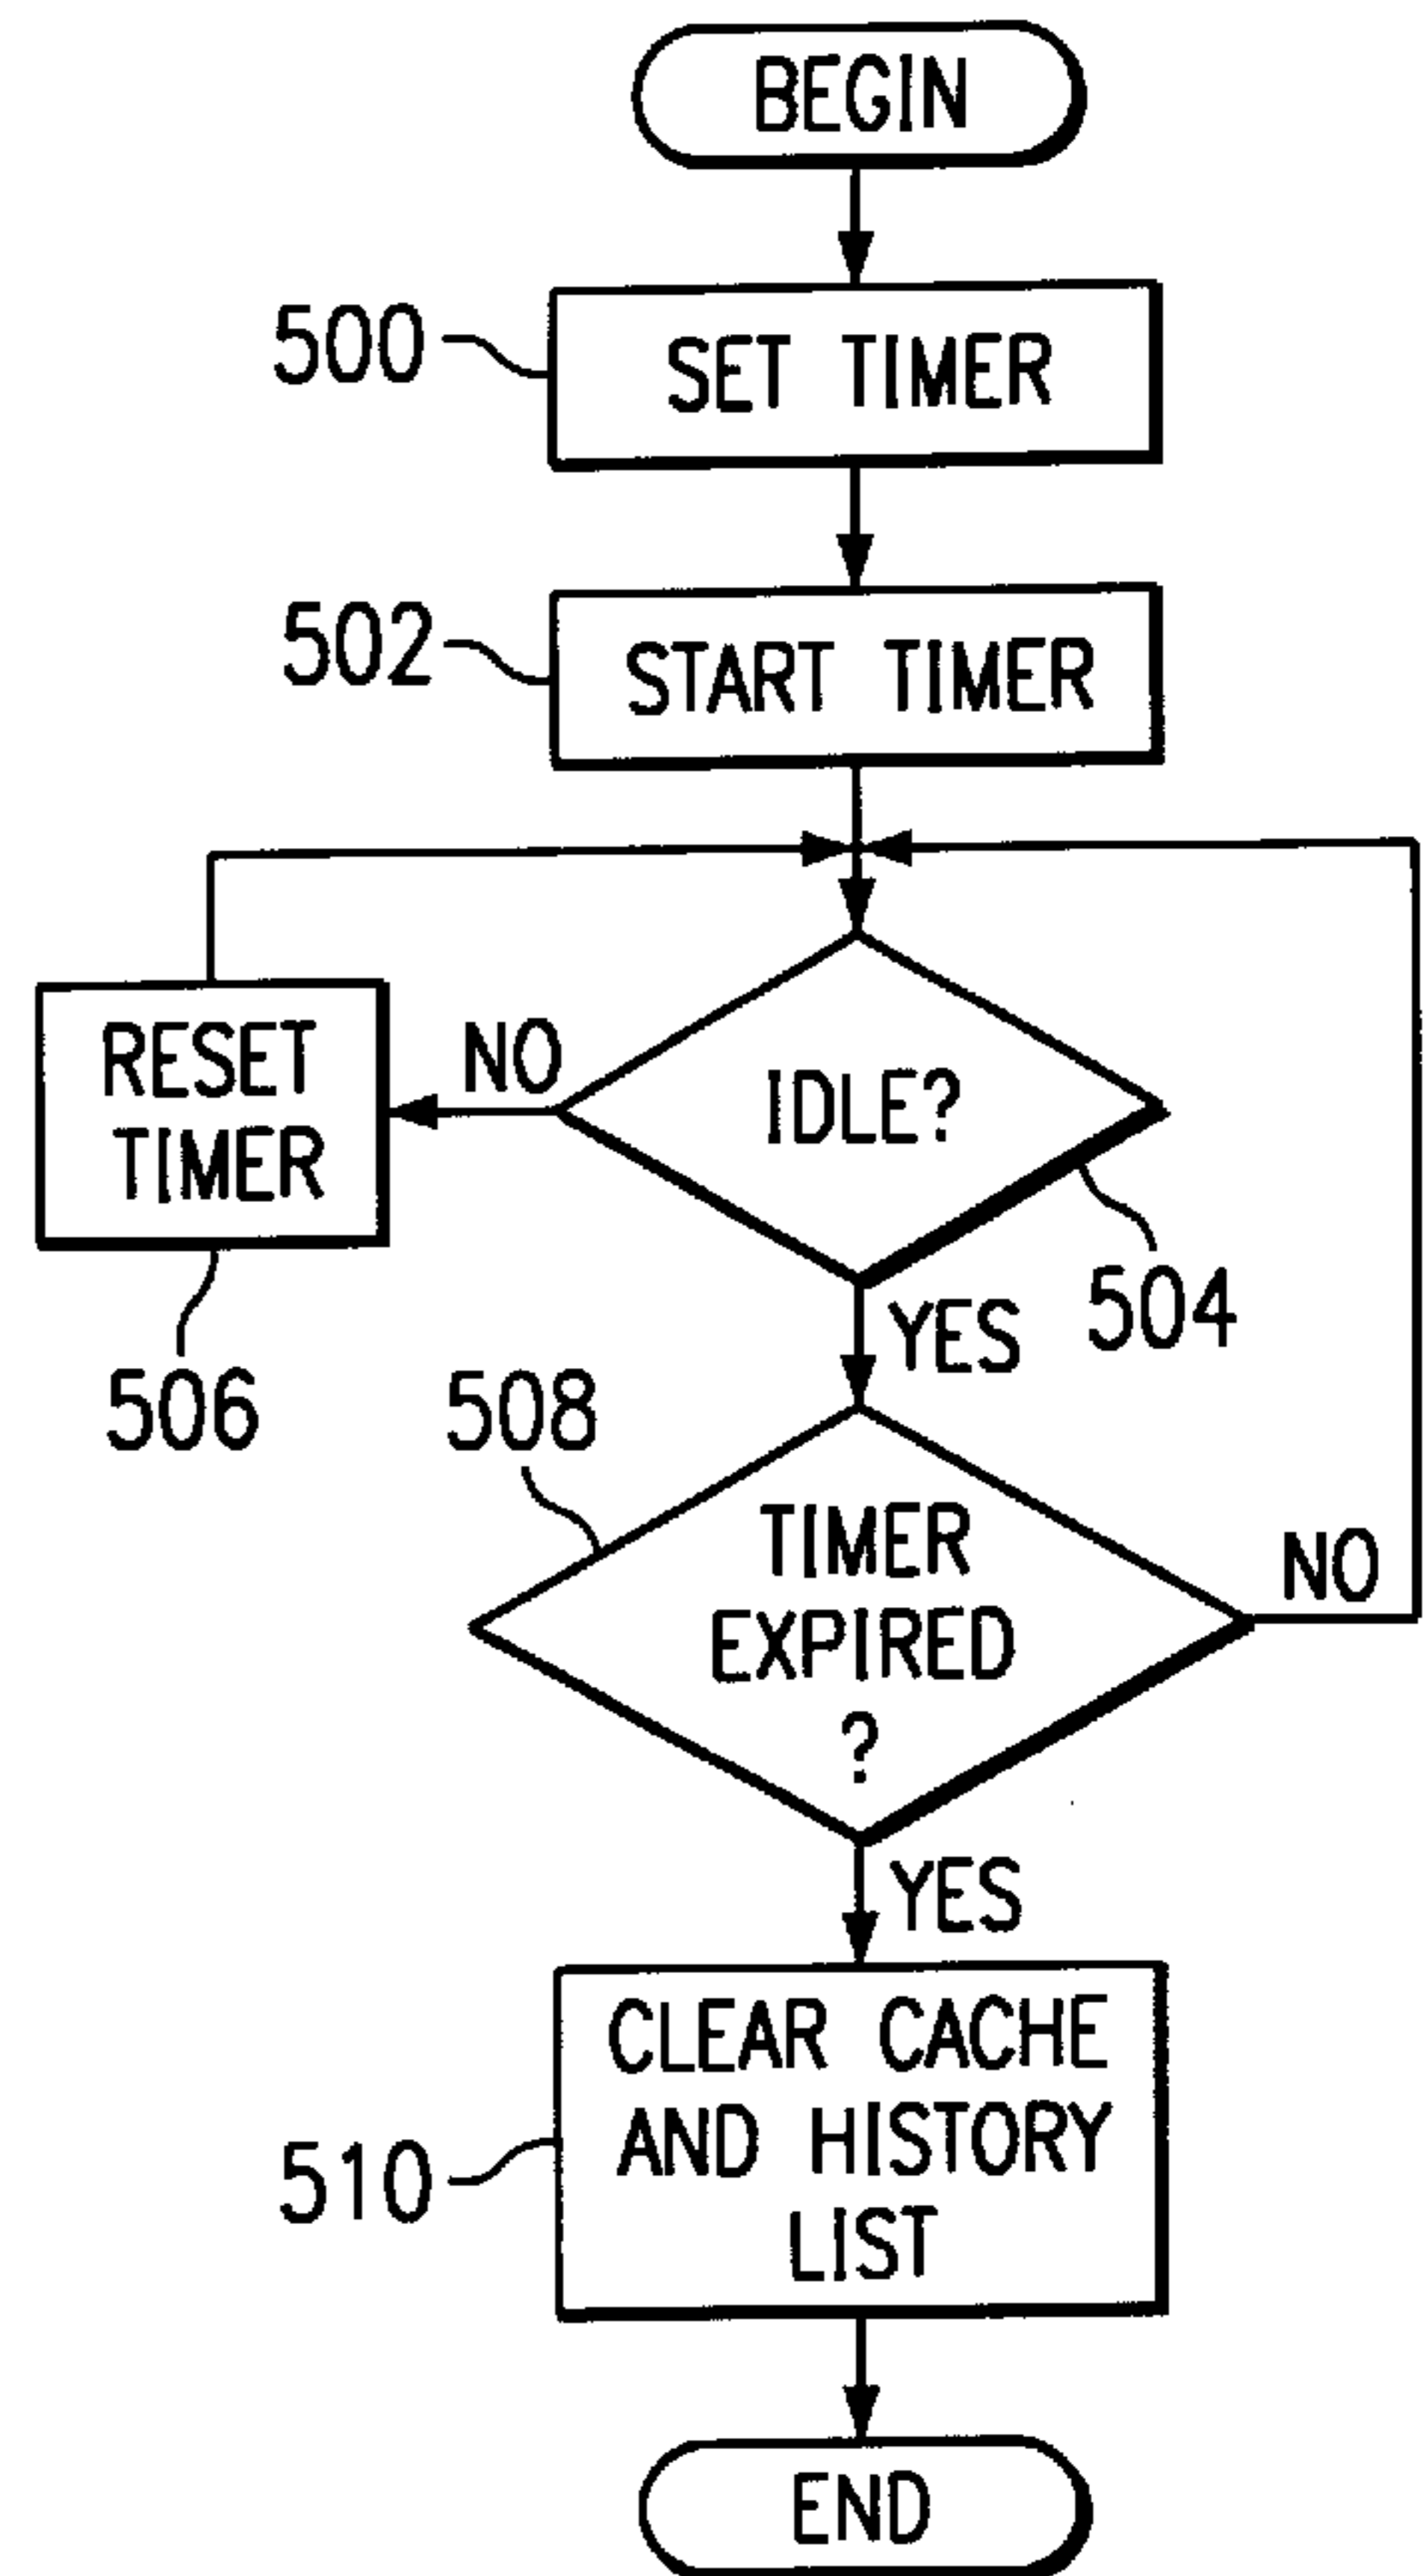 BEGIN
500
SET TIMER
502
START TIMER
RESET
TIMER
NO
IDLE?
504
506
YES
508
TIMER
EXPIRED
?
NO
YES
CLEAR CACHE
AND HISTORY
LIST
510
END